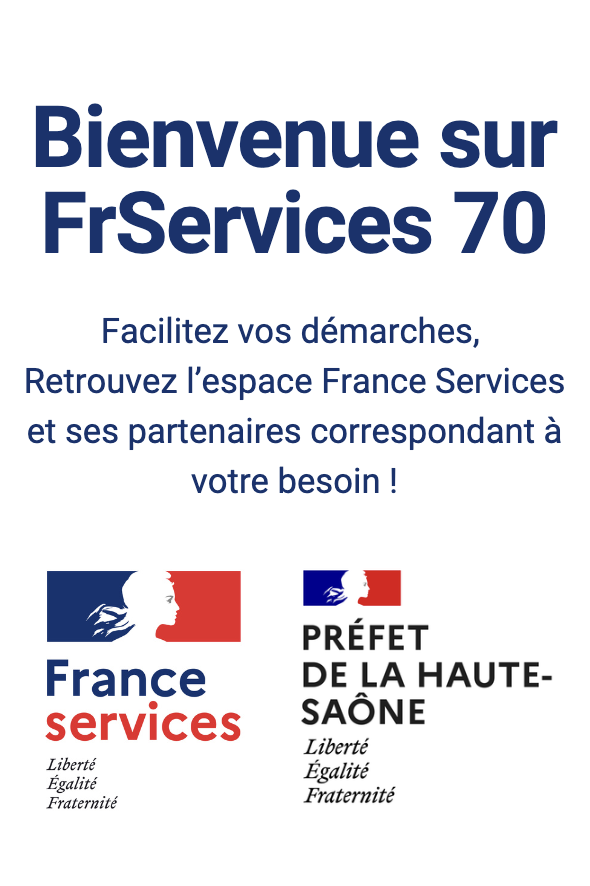 Bienvenue sur
FrServices 70
Facilitez vos démarches,
Retrouvez l’espace France Services
et ses partenaires correspondant à
votre besoin !
France
services
Liberté
Égalité
Fraternité
PRÉFET
DE LA HAUTE-
SAÔNE
Liberté
Égalité
Fraternité